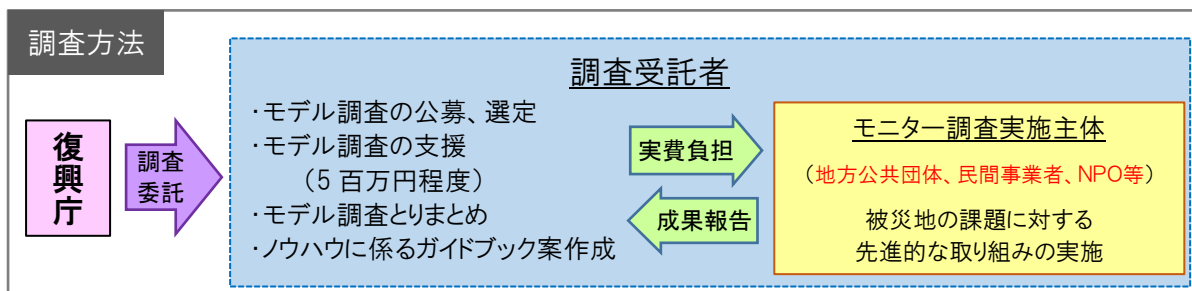 調査方法
復興庁
調査
委託
調査受託者
・モデル調査の公募、選定
・モデル調査の支援
（5 百万円程度）
・モデル調査とりまとめ
・ノウハウに係るガイドブック案作成
実費負担
成果報告
モニター調査実施主体
（地方公共団体、民間事業者、NPO等）
被災地の課題に対する
先進的な取り組みの実施